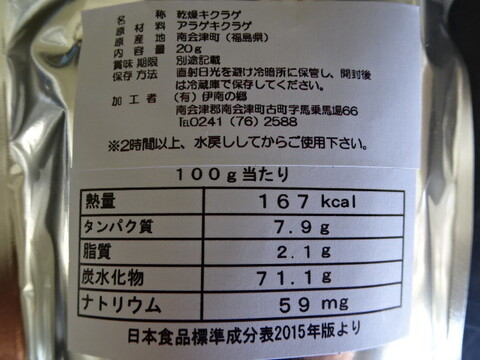 名　　称　乾燥キクラゲ
原 材 料　アラゲキクラゲ
原 産 地　南会津町（福島県）
内 容 量　20g
賞味期限　別途記載
保存方法　直射日光を避け冷暗所に保管し、開封後
は冷蔵庫で保存してください。
加 工 者　（有）伊南の郷
南会津郡南会津町古町字馬乗馬場66
℡0241（76）2588
※2時間以上、水戻ししてからご使用下さい。
100g当たり
熱量　167 kcal
タンパク質　7.9 g
脂質　2.1 g
炭水化物　71.1 g
ナトリウム　59 mg
日本食品標準成分表2015年版より